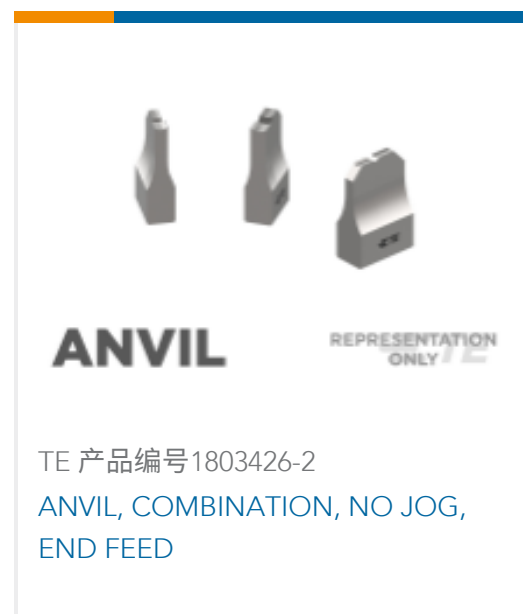 ANVIL
REPRESENTATION
ONLY TE
TE 产品编号1803426-2
ANVIL, COMBINATION, NO JOG,
END FEED